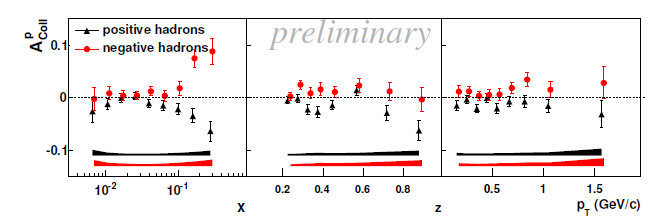 A^p_Coll
positive hadrons
negative hadrons
preliminary
0.1
0
-0.1
10^-2 10^-1 0.2 0.4 0.6 0.8 0.5 1 1.5
x z p_T (GeV/c)